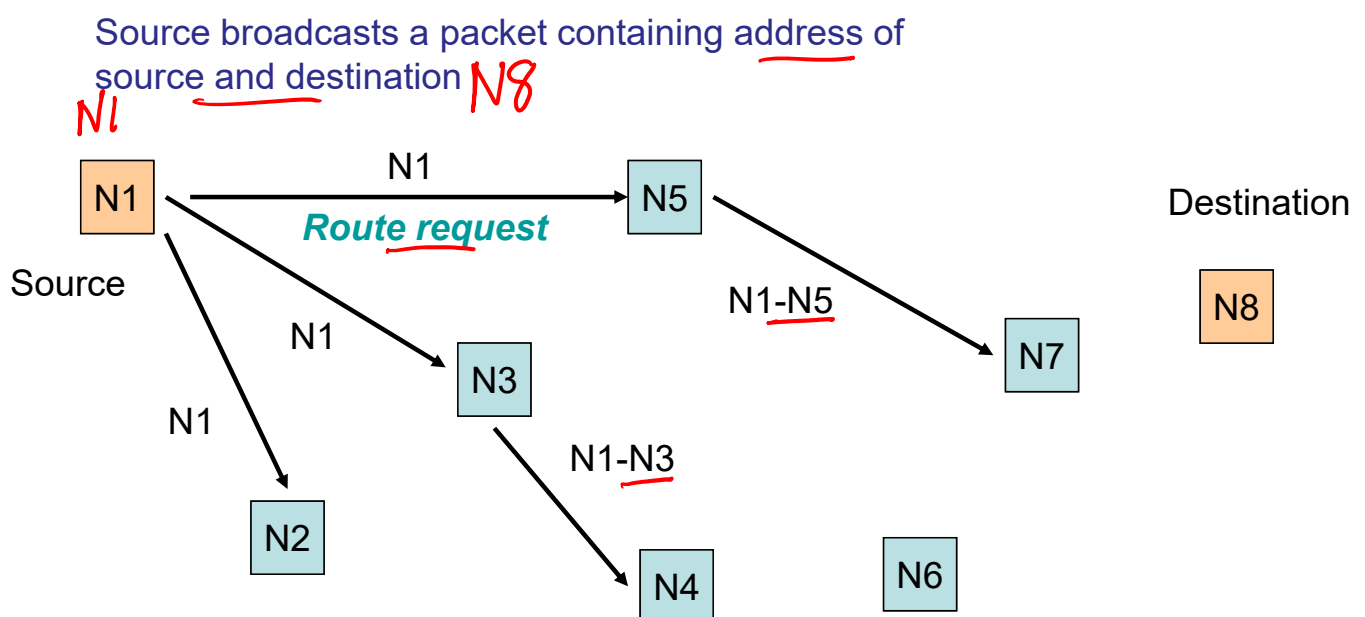 Source broadcasts a packet containing address of
source and destination N8
N1
N1
N1
N5
Destination
Route request
Source
N1-N5
N8
N1
N7
N3
N1
N1-N3
N2
N6
N4